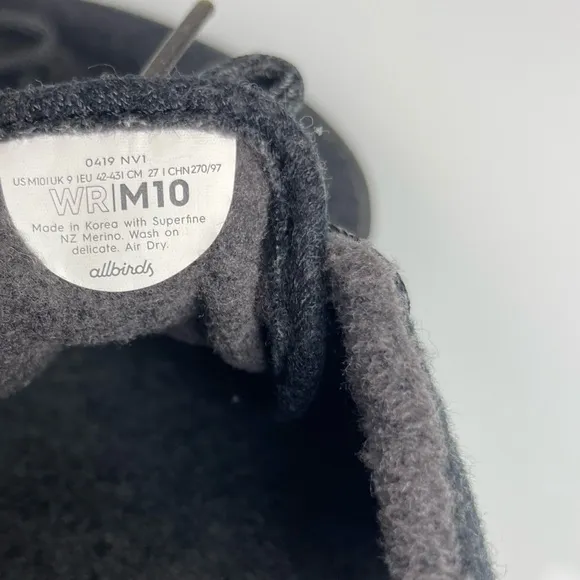 0419 NV1
US M10 | UK 9 | EU 42-43 | CM 27 | CHN 270/97
WR|M10
Made in Korea with Superfine
NZ Merino. Wash on
delicate. Air Dry.
allbirds